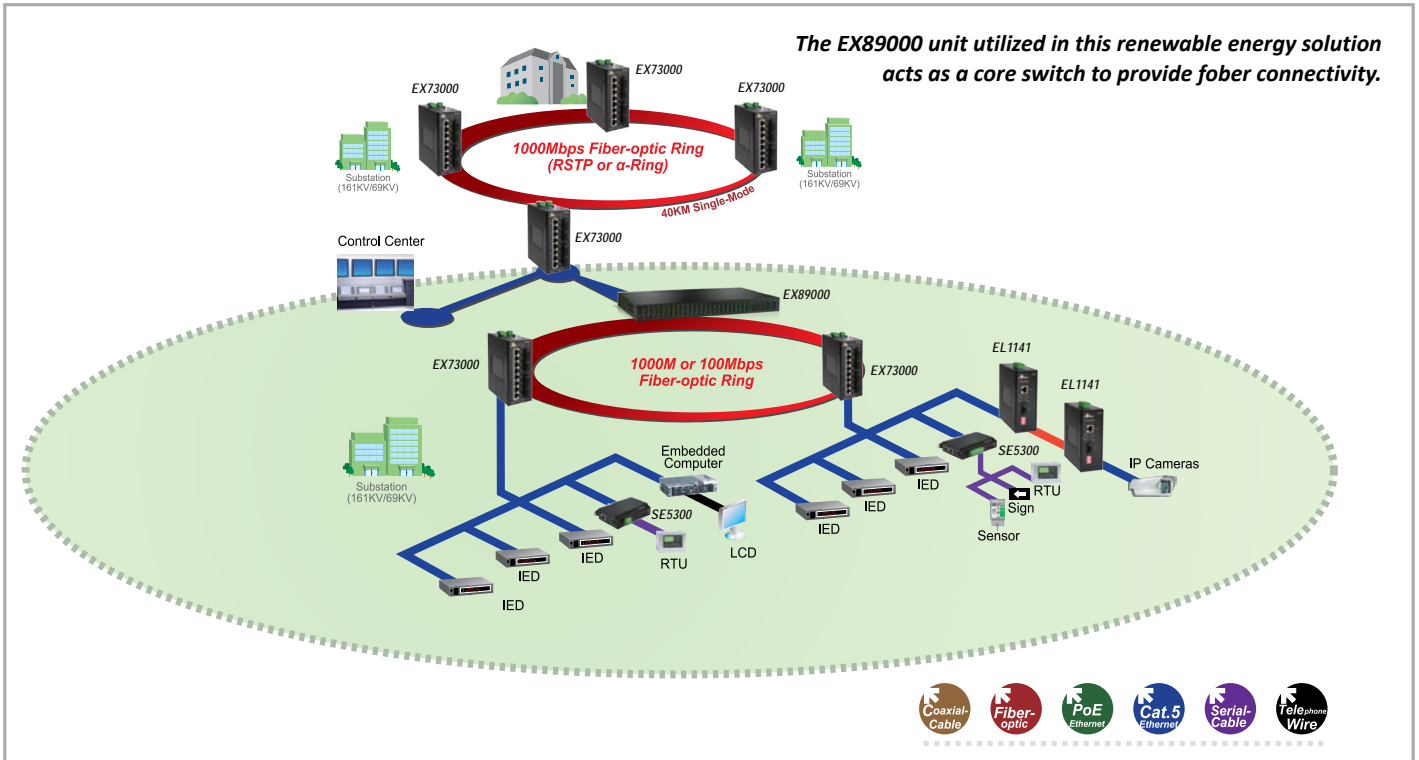 The EX89000 unit utilized in this renewable energy solution
acts as a core switch to provide fober connectivity.
EX73000
EX73000
EX73000
1000Mbps Fiber-optic Ring
(RSTP or α-Ring)
Substation
(161KV/69KV)
Substation
(161KV/69KV)
40KM Single-Mode
EX73000
Control Center
EX89000
EX73000
1000M or 100Mbps
Fiber-optic Ring
EX73000
EL1141
EL1141
Substation
(161KV/69KV)
Embedded
Computer
SE5300
IP Cameras
IED
RTU
IED
Sign
SE5300
IED
Sensor
IED
RTU
LCD
IED
IED
Coaxial-
Cable
Fiber-
optic
PoE
Ethernet
Cat.5
Ethernet
Serial-
Cable
Telephone
Wire